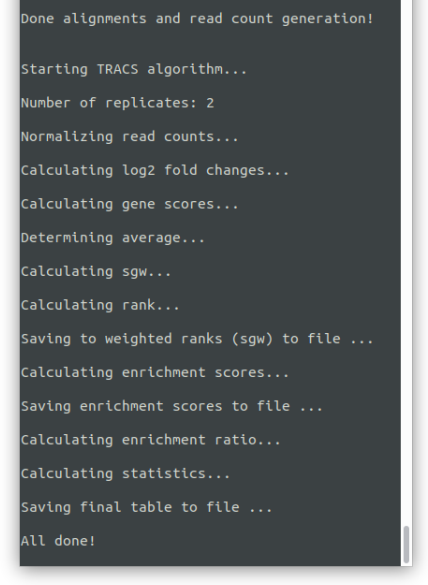 Done alignments and read count generation!
Starting TRACS algorithm...
Number of replicates: 2
Normalizing read counts...
Calculating log2 fold changes...
Calculating gene scores...
Determining average...
Calculating sgw...
Calculating rank...
Saving to weighted ranks (sgw) to file ...
Calculating enrichment scores...
Saving enrichment scores to file ...
Calculating enrichment ratio...
Calculating statistics...
Saving final table to file ...
All done!